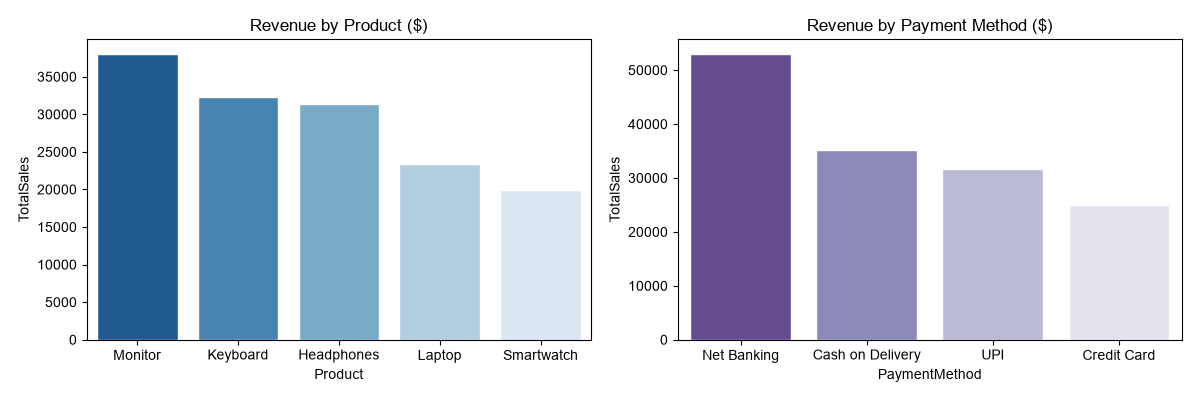 Revenue by Product ($)
35000
30000
25000
20000
15000
10000
5000
0
TotalSales
Monitor Keyboard Headphones Laptop Smartwatch
Product
Revenue by Payment Method ($)
50000
40000
30000
20000
10000
0
TotalSales
Net Banking Cash on Delivery UPI Credit Card
PaymentMethod